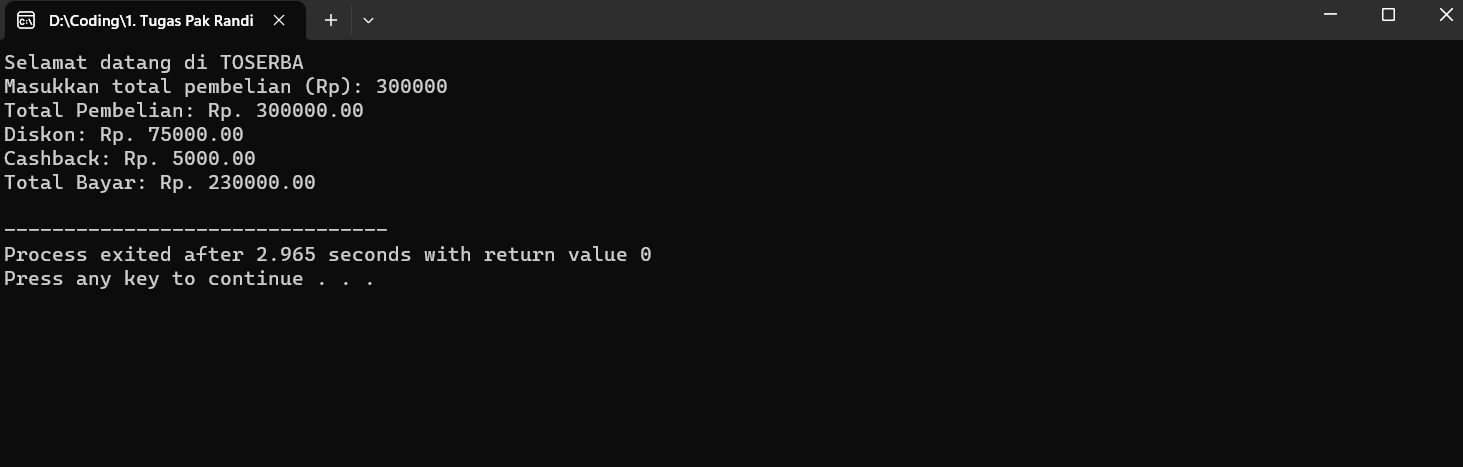 D:\Coding\1. Tugas Pak Randi
Selamat datang di TOSERBA
Masukkan total pembelian (Rp): 300000
Total Pembelian: Rp. 300000.00
Diskon: Rp. 75000.00
Cashback: Rp. 5000.00
Total Bayar: Rp. 230000.00
--------------------------------
Process exited after 2.965 seconds with return value 0
Press any key to continue . . .